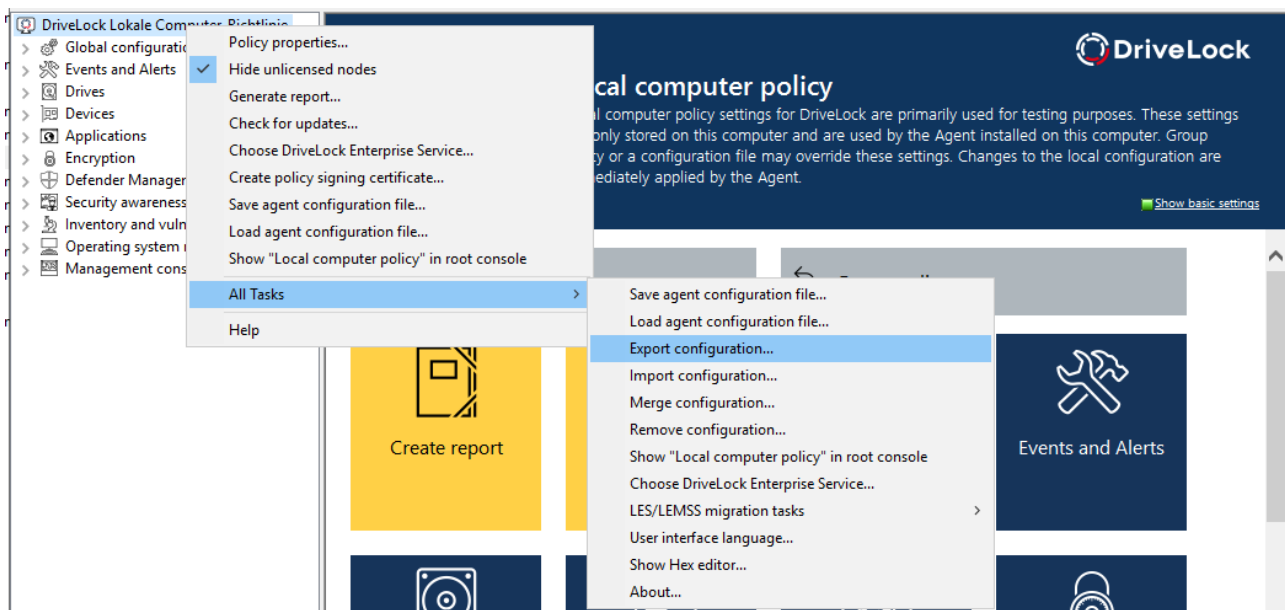 DriveLock Lokale Computer-Richtlinie
Global configuratio
Events and Alerts
Drives
Devices
Applications
Encryption
Defender Manager
Security awareness
Inventory and vuln
Operating system
Management cons
Policy properties...
Hide unlicensed nodes
Generate report...
Check for updates...
Choose DriveLock Enterprise Service...
Create policy signing certificate...
Save agent configuration file...
Load agent configuration file...
Show "Local computer policy" in root console
All Tasks
Help
DriveLock
cal computer policy
l computer policy settings for DriveLock are primarily used for testing purposes. These settings
only stored on this computer and are used by the Agent installed on this computer. Group
cy or a configuration file may override these settings. Changes to the local configuration are
ediately applied by the Agent.
Show basic settings
Save agent configuration file...
Load agent configuration file...
Export configuration...
Import configuration...
Merge configuration...
Remove configuration...
Show "Local computer policy" in root console
Choose DriveLock Enterprise Service...
LES/LEMSS migration tasks
User interface language...
Show Hex editor...
About...
Create report
Events and Alerts